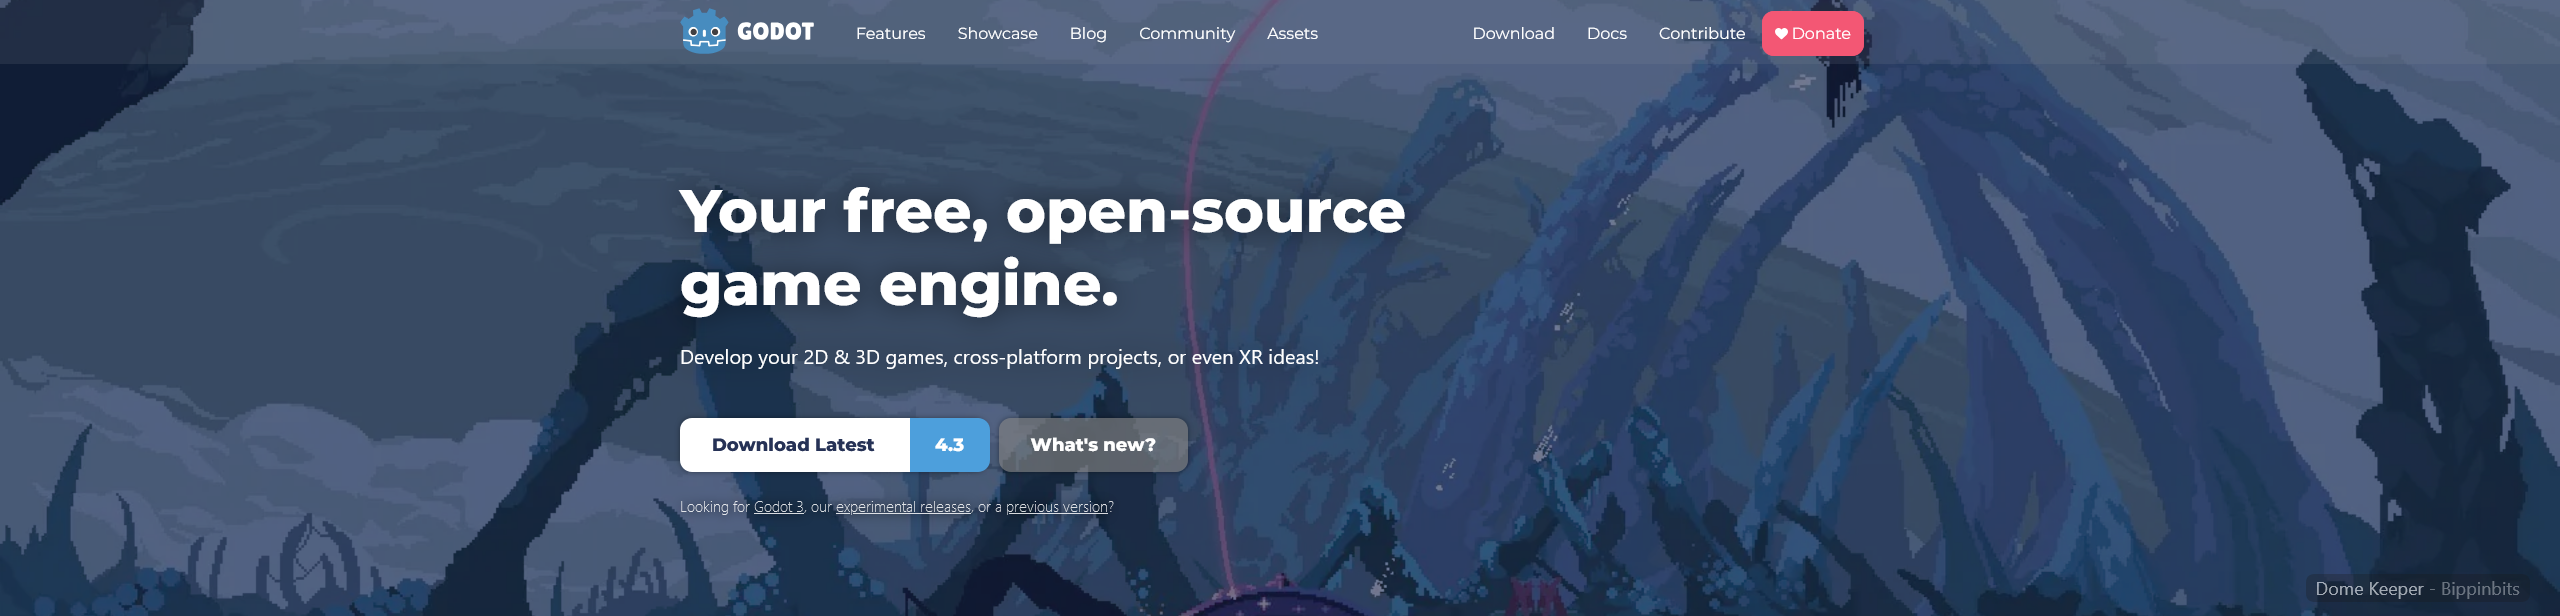 GODOT Features Showcase Blog Community Assets Download Docs Contribute Donate
Your free, open-source
game engine.
Develop your 2D & 3D games, cross-platform projects, or even XR ideas!
Download Latest 4.3 What's new?
Looking for Godot 3, our experimental releases, or a previous version?
Dome Keeper - Bippinbits